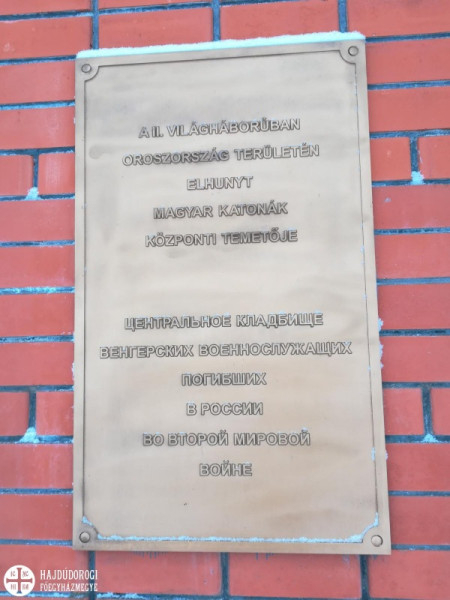 A II. VILÁGHÁBORÚBAN
OROSZORSZÁG TERÜLETÉN
ELHUNYT
MAGYAR KATONÁK
KÖZPONTI TEMETŐJE
ЦЕНТРАЛЬНОЕ КЛАДБИЩЕ
ВЕНГЕРСКИХ ВОЕННОСЛУЖАЩИХ
ПОГИБШИХ
В РОССИИ
ВО ВТОРОЙ МИРОВОЙ
ВОЙНЕ
HAJDÚDOROGI
FŐEGYHÁZMEGYE